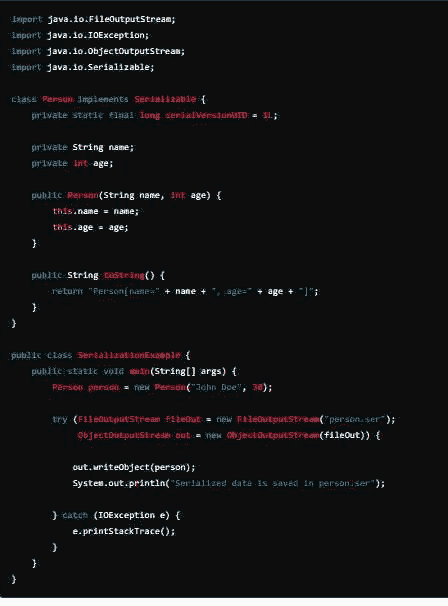 import java.io.FileOutputStream;
import java.io.IOException;
import java.io.ObjectOutputStream;
import java.io.Serializable;
class Person implements Serializable {
private static final long serialVersionUID = 1L;
private String name;
private int age;
public Person(String name, int age) {
this.name = name;
this.age = age;
}
public String toString() {
return "Person[name=" + name + ", age=" + age + "]";
}
}
public class SerializationExample {
public static void main(String[] args) {
Person person = new Person("John Doe", 30);
try (FileOutputStream fileOut = new FileOutputStream("person.ser");
ObjectOutputStream out = new ObjectOutputStream(fileOut)) {
out.writeObject(person);
System.out.println("Serialized data is saved in person.ser");
} catch (IOException e) {
e.printStackTrace();
}
}
}